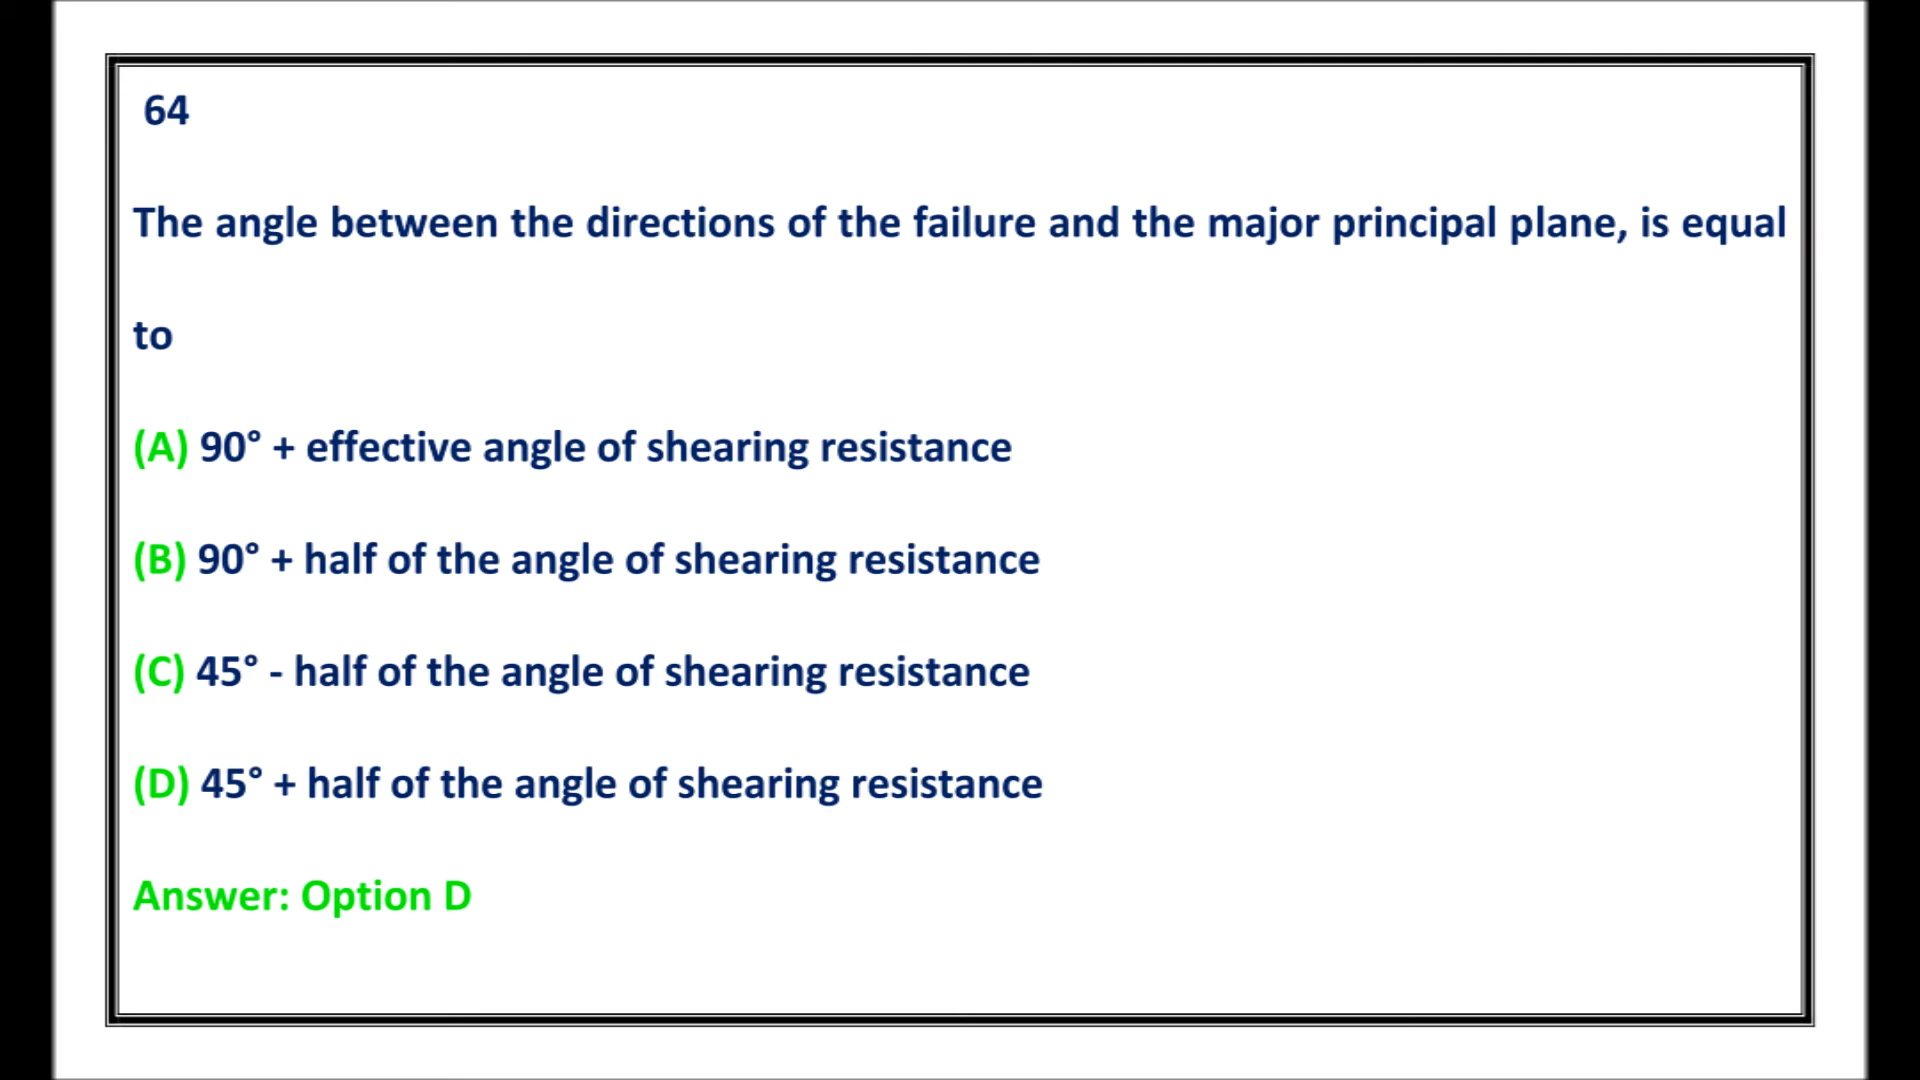 64
The angle between the directions of the failure and the major principal plane, is equal
to
(A) 90° + effective angle of shearing resistance
(B) 90° + half of the angle of shearing resistance
(C) 45° - half of the angle of shearing resistance
(D) 45° + half of the angle of shearing resistance
Answer: Option D